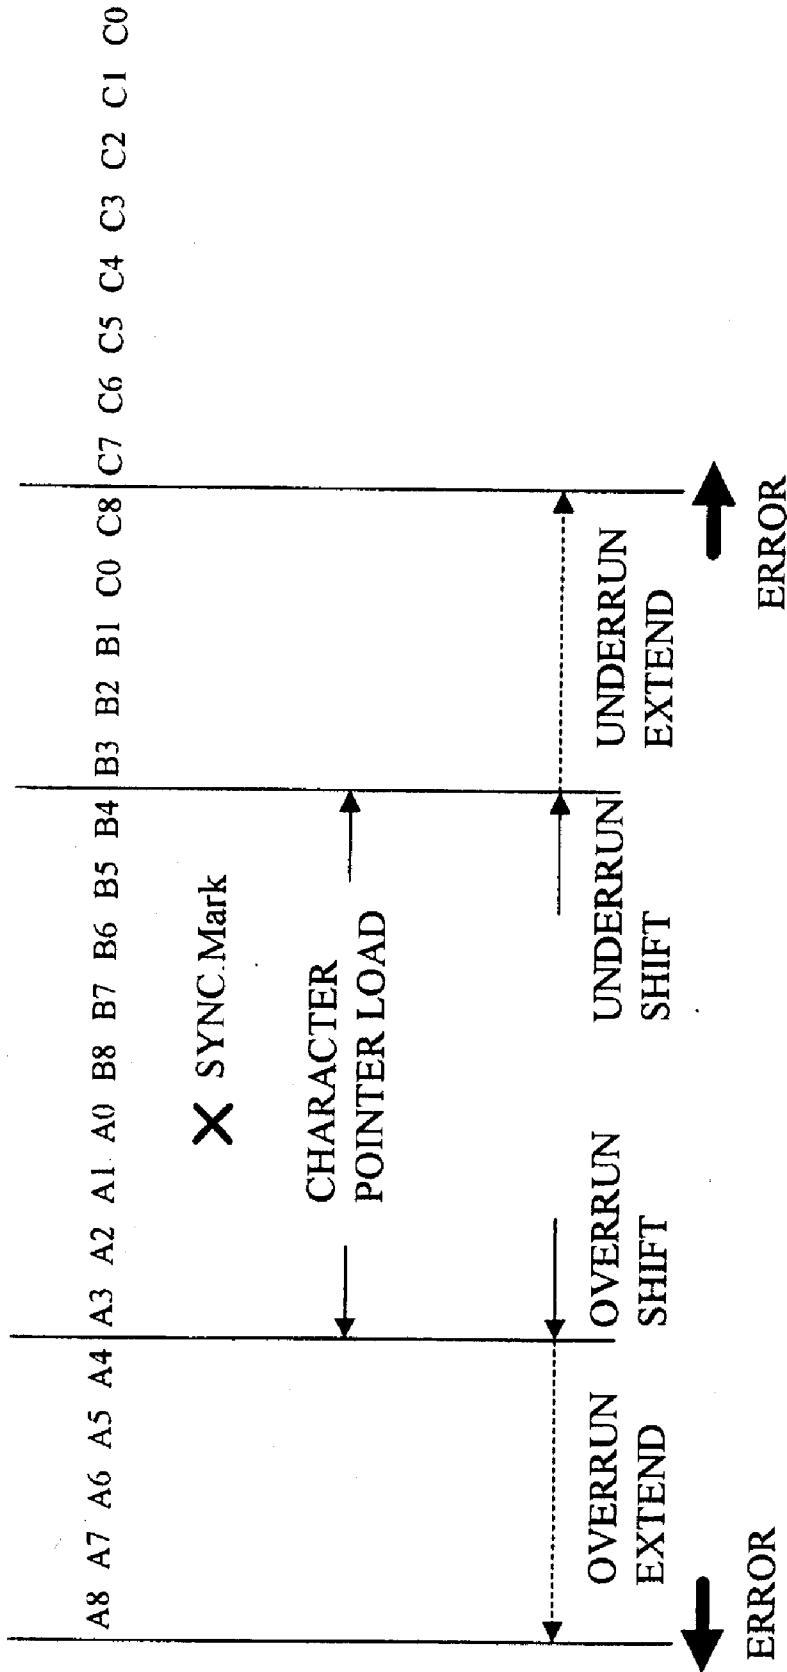 A8 A7 A6 A5 A4 A3 A2 A1 A0 B8 B7 B6 B5 B4 B3 B2 B1 C0 C8 C7 C6 C5 C4 C3 C2 C1 C0
X SYNC.Mark
CHARACTER
POINTER LOAD
OVERRUN
EXTEND
OVERRUN
SHIFT
UNDERRUN
SHIFT
UNDERRUN
EXTEND
ERROR
ERROR